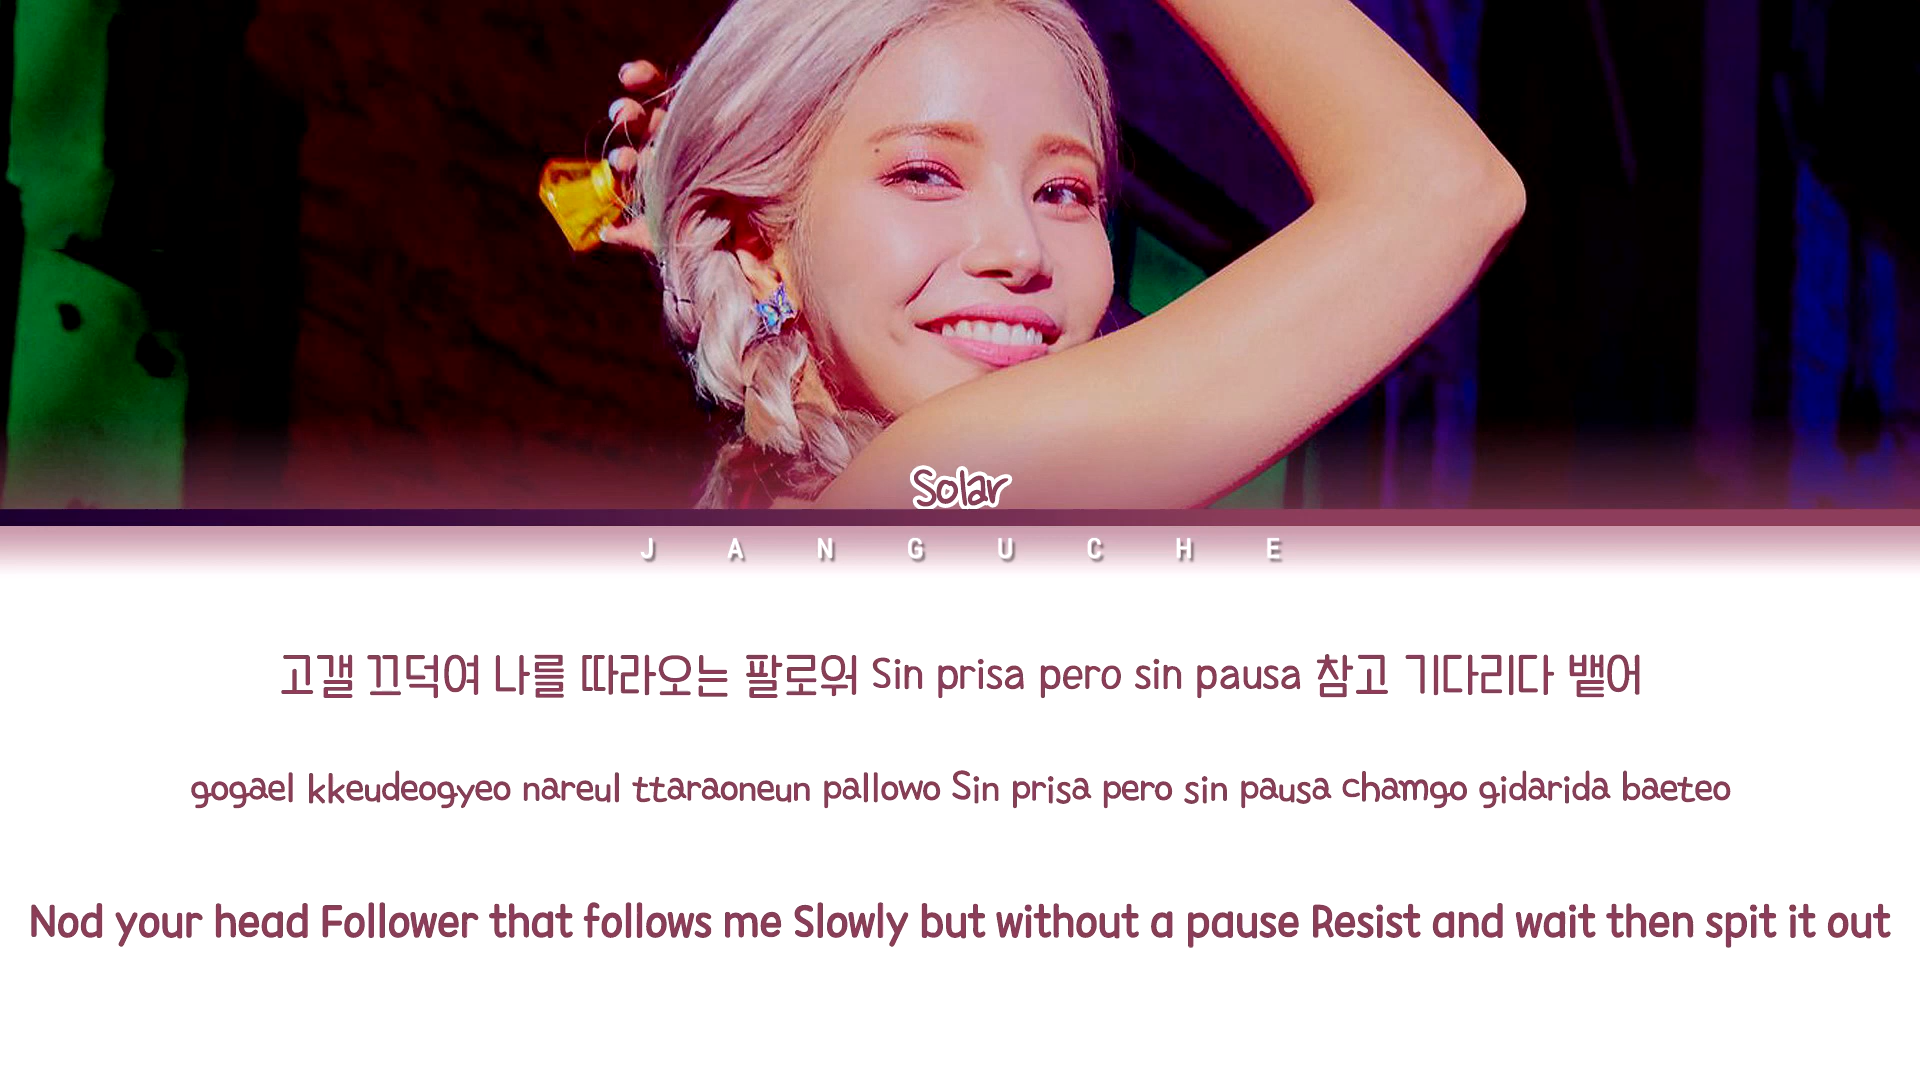 Solar
JANGUCHE
고갤 끄덕여 나를 따라오는 팔로워 Sin prisa pero sin pausa 참고 기다리다 뱉어
gogael kkeudeogyeo nareul ttaraoneun pallowo Sin prisa pero sin pausa chamgo gidarida baeteo
Nod your head Follower that follows me Slowly but without a pause Resist and wait then spit it out